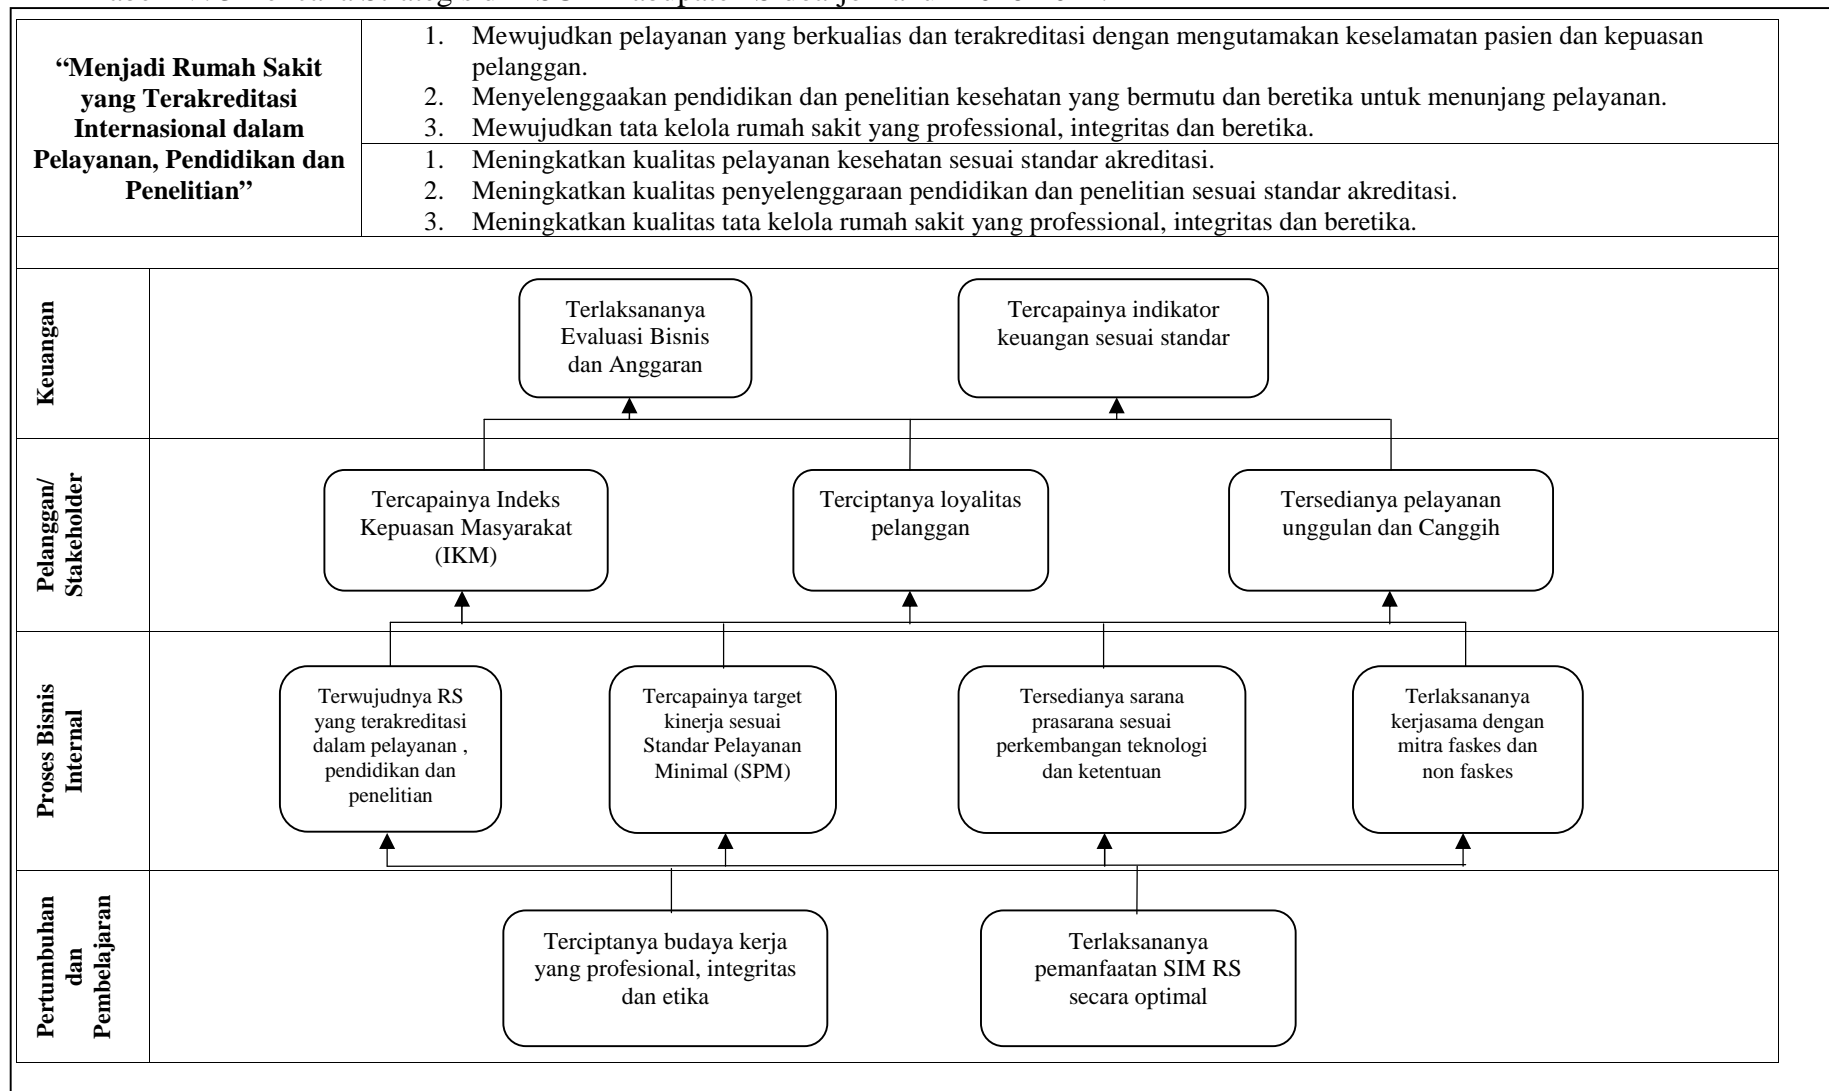 “Menjadi Rumah Sakit
yang Terakreditasi
Internasional dalam
Pelayanan, Pendidikan dan
Penelitian”
1. Mewujudkan pelayanan yang berkualias dan terakreditasi dengan mengutamakan keselamatan pasien dan kepuasan
pelanggan.
2. Menyelenggaakan pendidikan dan penelitian kesehatan yang bermutu dan beretika untuk menunjang pelayanan.
3. Mewujudkan tata kelola rumah sakit yang professional, integritas dan beretika.
1. Meningkatkan kualitas pelayanan kesehatan sesuai standar akreditasi.
2. Meningkatkan kualitas penyelenggaraan pendidikan dan penelitian sesuai standar akreditasi.
3. Meningkatkan kualitas tata kelola rumah sakit yang professional, integritas dan beretika.
Keuangan
Terlaksananya
Evaluasi Bisnis
dan Anggaran
Tercapainya indikator
keuangan sesuai standar
Pelanggan/
Stakeholder
Tercapainya Indeks
Kepuasan Masyarakat
(IKM)
Terciptanya loyalitas
pelanggan
Tersedianya pelayanan
unggulan dan Canggih
Proses Bisnis
Internal
Terwujudnya RS
yang terakreditasi
dalam pelayanan ,
pendidikan dan
penelitian
Tercapainya target
kinerja sesuai
Standar Pelayanan
Minimal (SPM)
Tersedianya sarana
prasarana sesuai
perkembangan teknologi
dan ketentuan
Terlaksananya
kerjasama dengan
mitra faskes dan
non faskes
Pertumbuhan
dan
Pembelajaran
Terciptanya budaya kerja
yang profesional, integritas
dan etika
Terlaksananya
pemanfaatan SIM RS
secara optimal